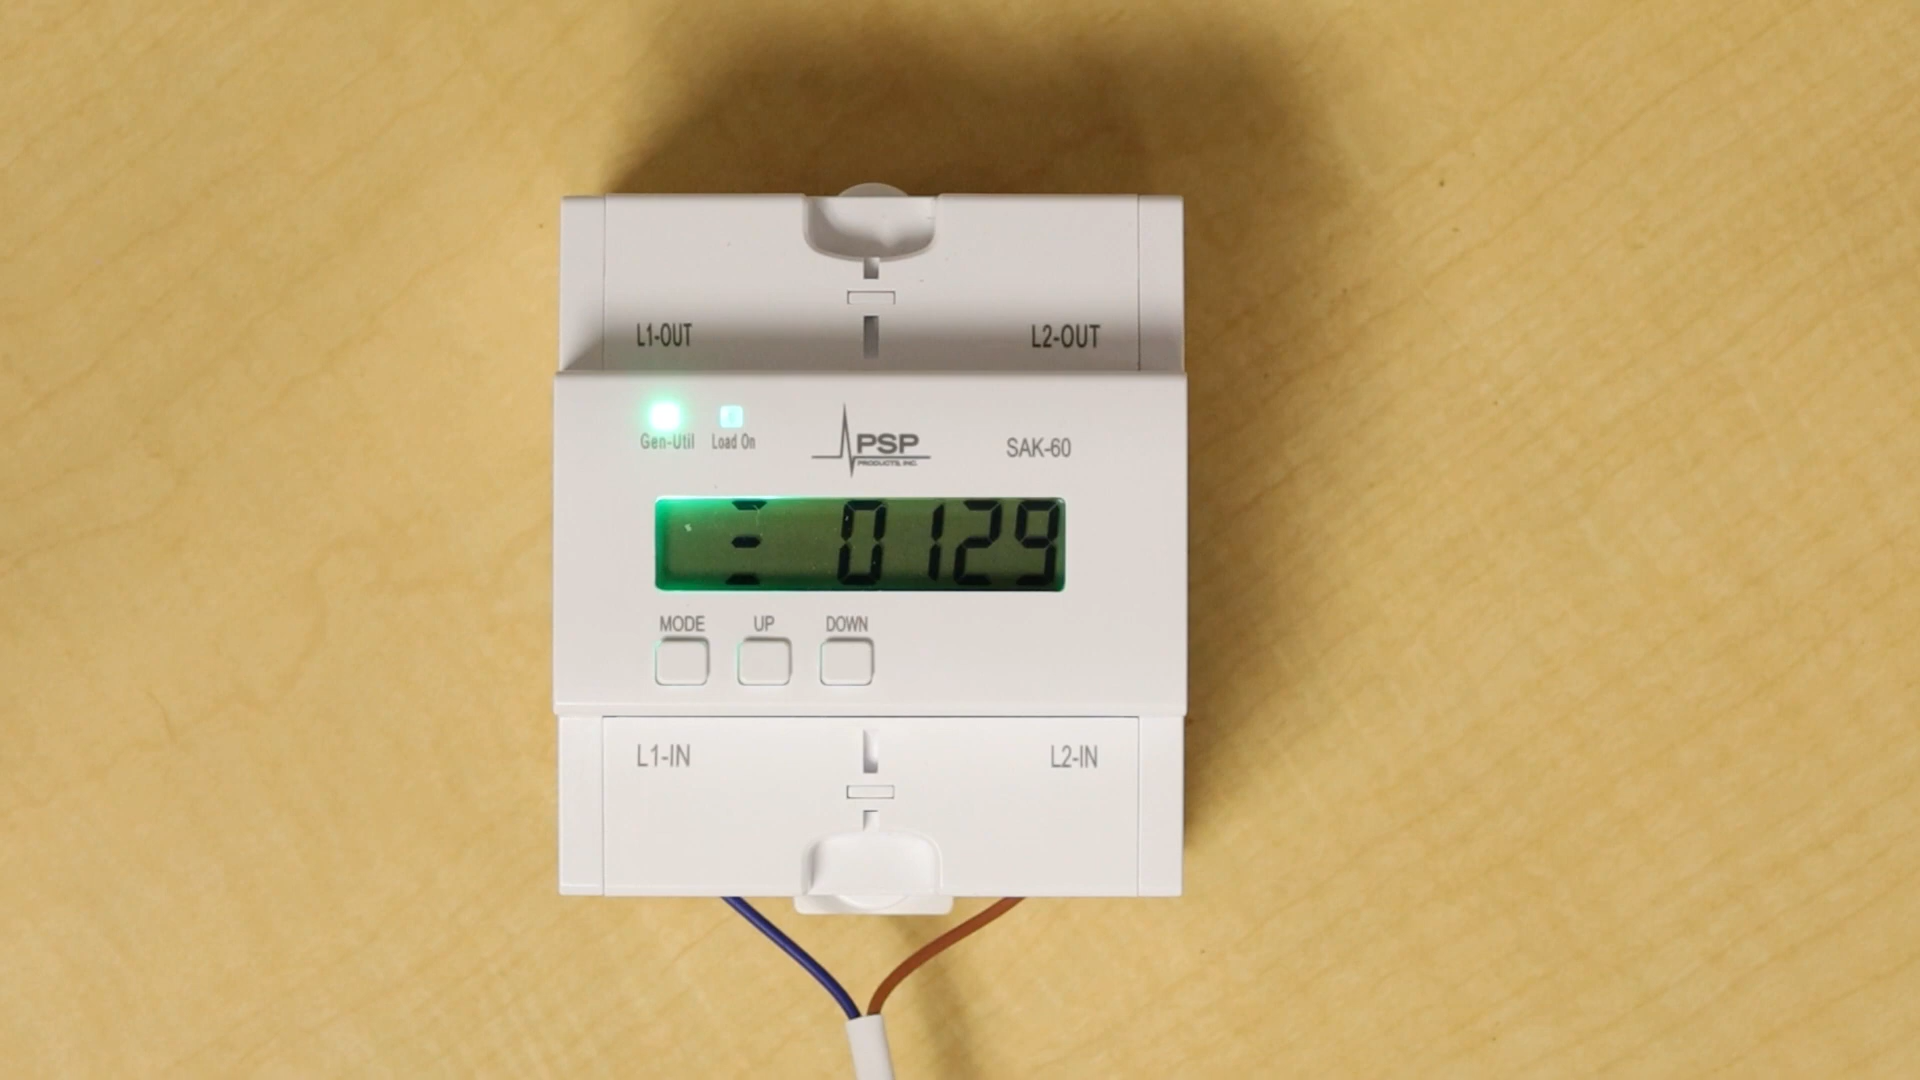 L1-OUT L2-OUT
Gen-Util Load On PSP SAK-60
PRODUCTS, INC.
0129
MODE UP DOWN
L1-IN L2-IN